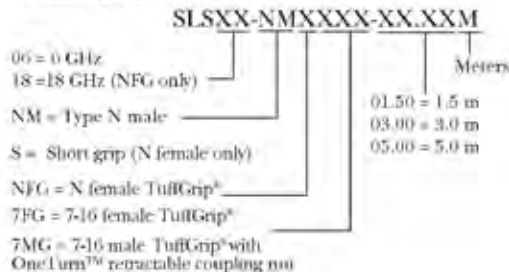 SLSXX-NMXXXX-XX.XXM
06 = 6 GHz
18 =18 GHz (NFG only)
Meters
01.50 = 1.5 m
03.00 = 3.0 m
05.00 = 5.0 m
NM = Type N male
S = Short grip (N female only)
NFG = N female TuffGrip®
7FG = 7-16 female TuffGrip®
7MG = 7-16 male TuffGrip® with
OneTurn™ retractable coupling nut